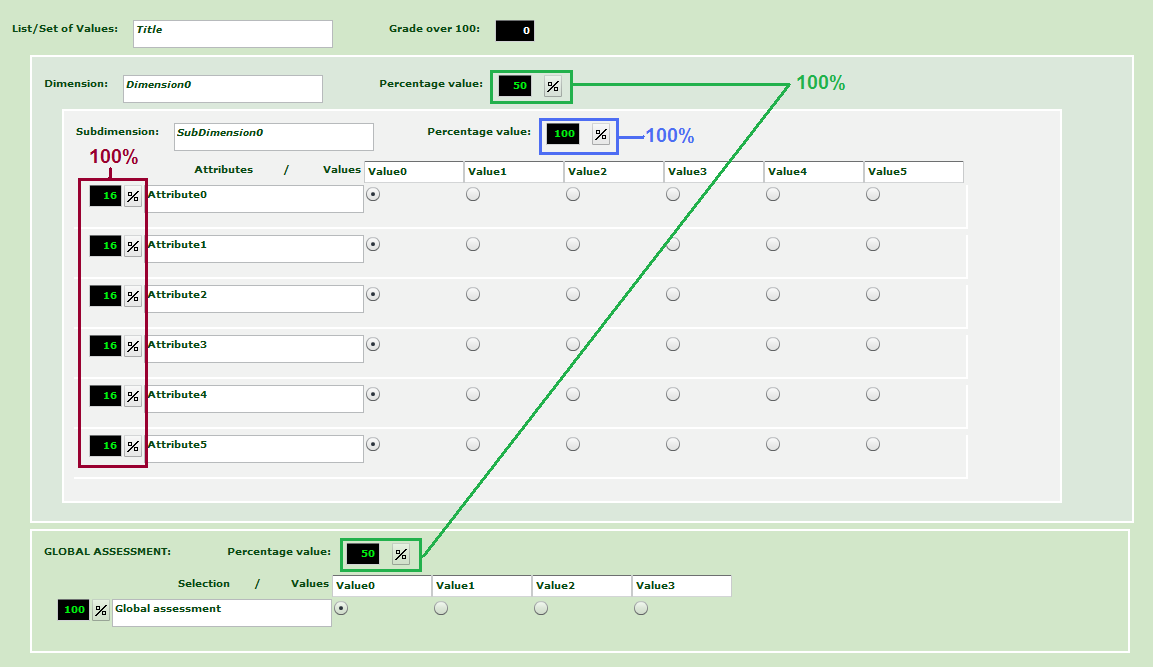 List/Set of Values: Title Grade over 100: 0
Dimension: Dimension0 Percentage value: 50 % 100%
Subdimension: SubDimension0 Percentage value: 100 % 100%
100%
Attributes / Values Value0 Value1 Value2 Value3 Value4 Value5
16 % Attribute0
16 % Attribute1
16 % Attribute2
16 % Attribute3
16 % Attribute4
16 % Attribute5
GLOBAL ASSESSMENT: Percentage value: 50 %
Selection / Values Value0 Value1 Value2 Value3
100 % Global assessment